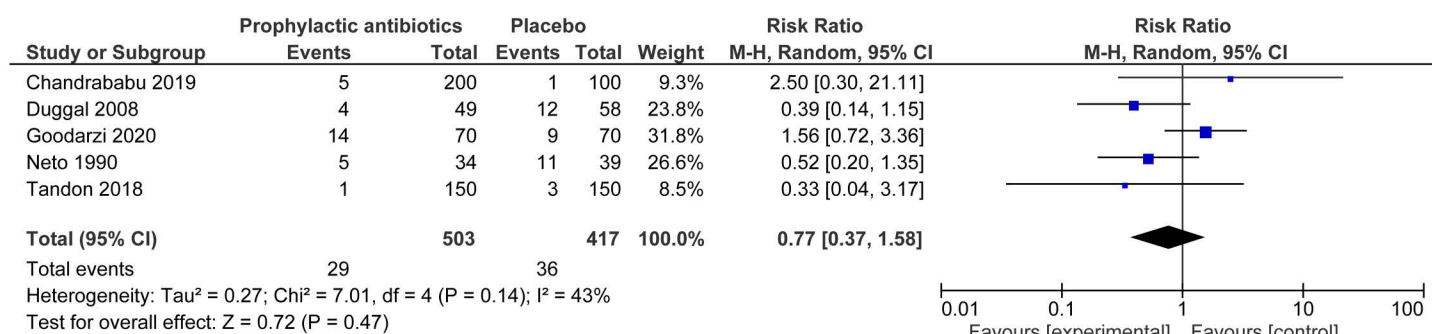 Prophylactic antibiotics Placebo Risk Ratio Risk Ratio
Study or Subgroup Events Total Events Total Weight M-H, Random, 95% CI M-H, Random, 95% CI
Chandrababu 2019 5 200 1 100 9.3% 2.50 [0.30, 21.11]
Duggal 2008 4 49 12 58 23.8% 0.39 [0.14, 1.15]
Goodarzi 2020 14 70 9 70 31.8% 1.56 [0.72, 3.36]
Neto 1990 5 34 11 39 26.6% 0.52 [0.20, 1.35]
Tandon 2018 1 150 3 150 8.5% 0.33 [0.04, 3.17]
Total (95% CI) 503 417 100.0% 0.77 [0.37, 1.58]
Total events 29 36
Heterogeneity: Tau² = 0.27; Chi² = 7.01, df = 4 (P = 0.14); I² = 43%
Test for overall effect: Z = 0.72 (P = 0.47)
0.01 0.1 1 10 100
Favours [experimental] Favours [control]